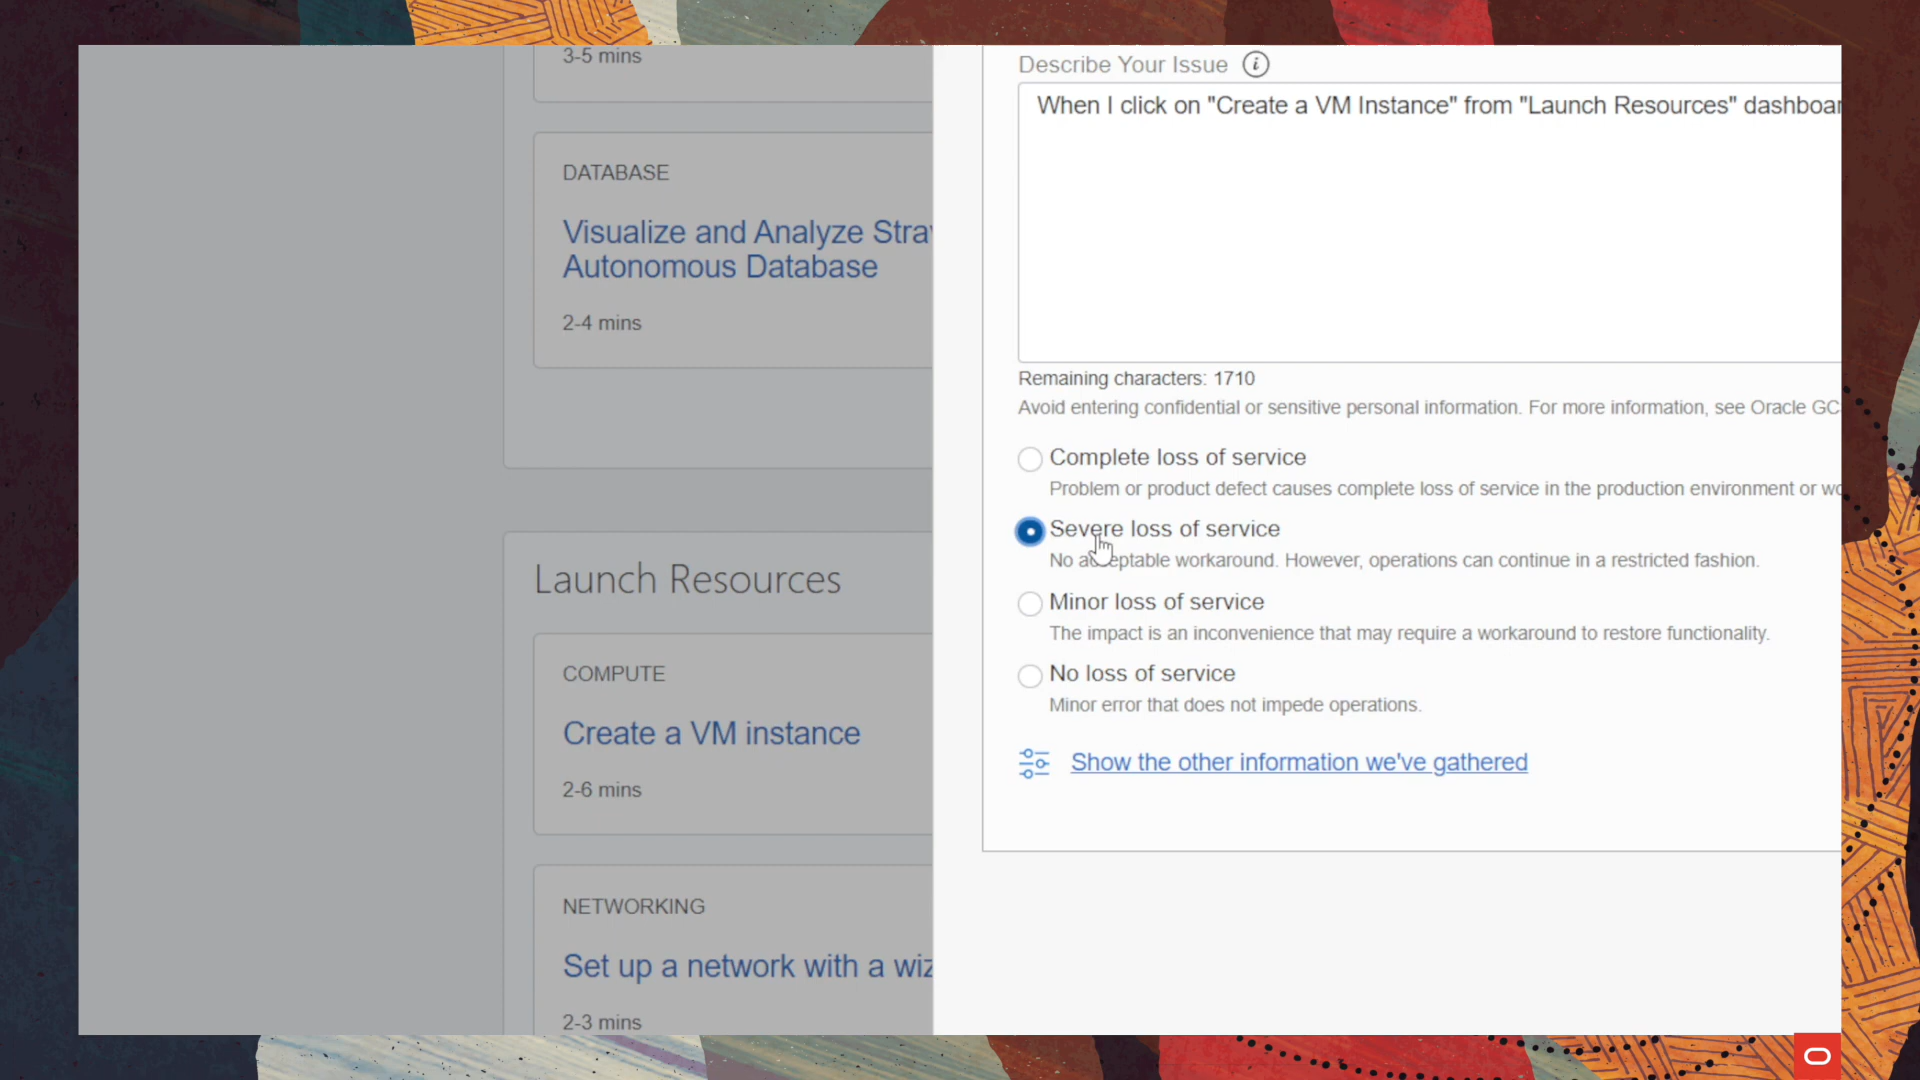 3-5 mins
DATABASE
Visualize and Analyze
Autonomous Database
2-4 mins
Launch Resources
COMPUTE
Create a VM instance
2-6 mins
NETWORKING
Set up a network with a
2-3 mins
Describe Your Issue
When I click on "Create a VM Instance" from "Launch Resources"
Remaining characters: 1710
Avoid entering confidential or sensitive personal information. For more information, see Oracle
Complete loss of service
Problem or product defect causes complete loss of service in the production environment or
Severe loss of service
No acceptable workaround. However, operations can continue in a restricted fashion.
Minor loss of service
The impact is an inconvenience that may require a workaround to restore functionality.
No loss of service
Minor error that does not impede operations.
Show the other information we've gathered